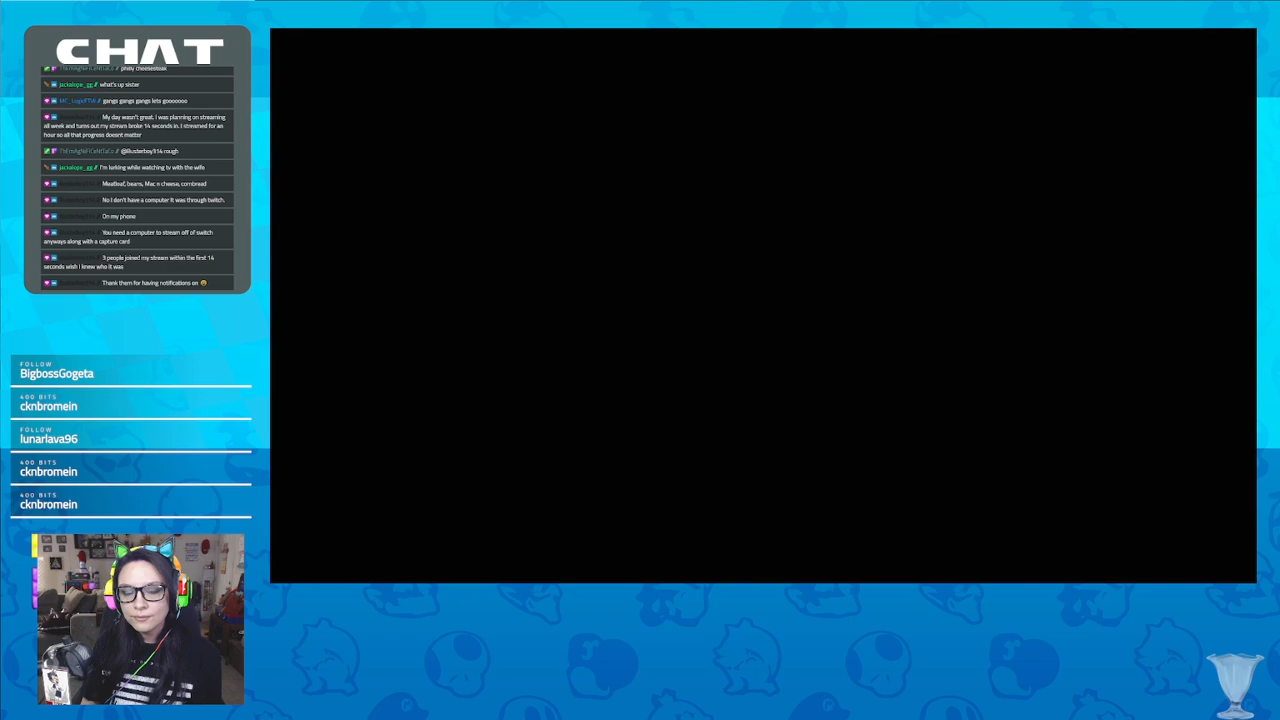 CHAT
philly cheesesteak
jackalope_gg // what's up sister
MC_LogicFTW // gangs gangs gangs lets gooooooo
My day wasn't great. I was planning on streaming
all week and turns out my stream broke 14 seconds in. I streamed for an
hour so all that progress doesnt matter
@Busterboy314 rough
jackalope_gg // I'm lurking while watching tv with the wife
Meatloaf, beans, Mac n cheese, cornbread
No I don't have a computer it was through twitch.
On my phone
You need a computer to stream off of switch
anyways along with a capture card
3 people joined my stream within the first 14
seconds wish I knew who it was
Thank them for having notifications on
FOLLOW
BigbossGogeta
400 BITS
cknbromein
FOLLOW
lunarlava96
400 BITS
cknbromein
400 BITS
cknbromein